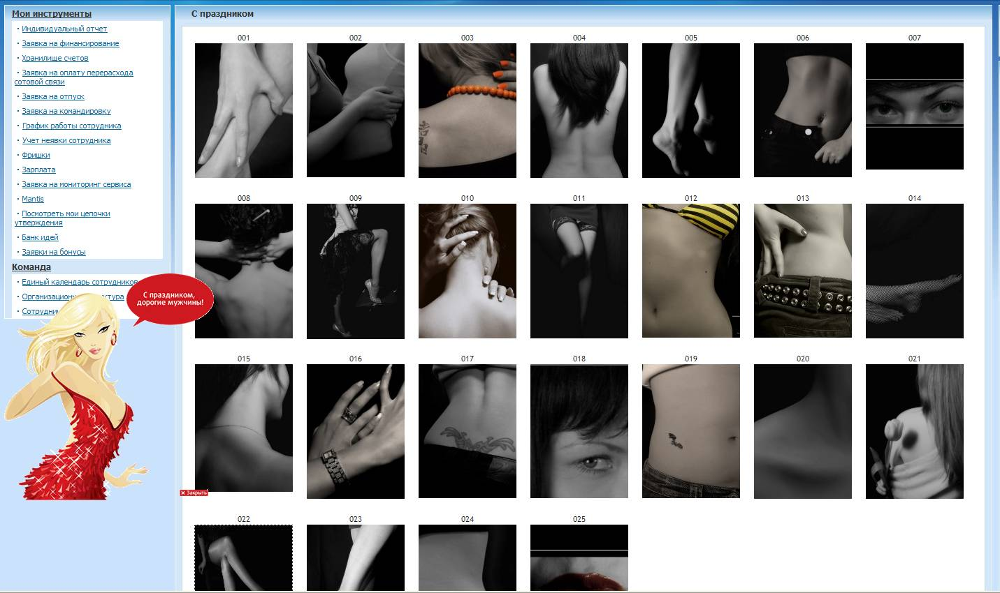 Мои инструменты
Индивидуальный отчет
Заявка на финансирование
Хранилище счетов
Заявка на оплату перерасхода
сотовой связи
Заявка на отпуск
Заявка на командировку
График работы сотрудника
Учет неявки сотрудника
Фришки
Зарплата
Заявка на мониторинг сервиса
Mantis
Посмотреть мои цепочки
утверждения
Банк идей
Заявки на бонусы
Команда
Единый календарь сотрудников
С праздником,
дорогие мужчины!
Закрыть
С праздником
001 002 003 004 005 006 007
008 009 010 011 012 013 014
015 016 017 018 019 020 021
022 023 024 025